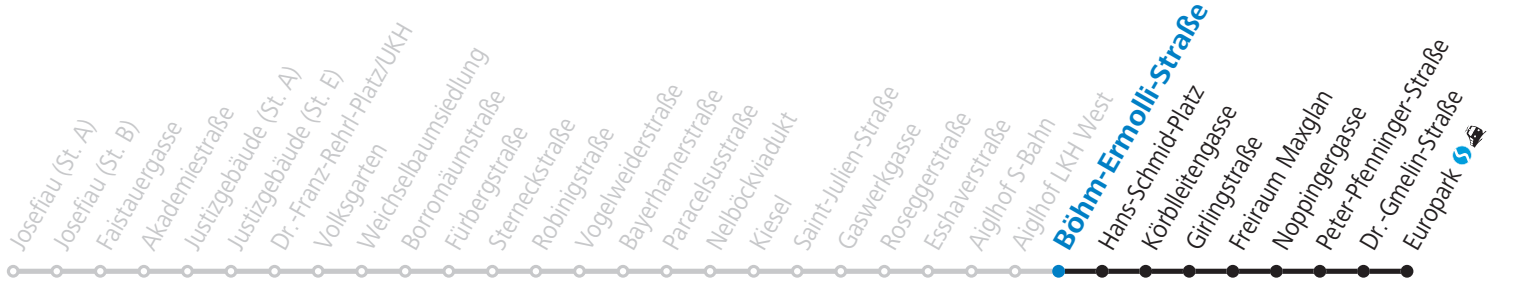 Josefiau (St. A)
Josefiau (St. B)
Faistauergasse
Akademiestraße
Justizgebäude (St. A)
Justizgebäude (St. E)
Dr.-Franz-Rehrl-Platz/UKH
Volksgarten
Weichselbaumsiedlung
Borromäumstraße
Fürbergstraße
Sterneckstraße
Robinigstraße
Vogelweiderstraße
Bayerhamerstraße
Paracelsusstraße
Nelböckviadukt
Kiesel
Saint-Julien-Straße
Gaswerkgasse
Roseggerstraße
Esshaverstraße
Aiglhof S-Bahn
Aiglhof LKH West
Böhm-Ermolli-Straße
Hans-Schmid-Platz
Körblleitengasse
Girlingstraße
Freiraum Maxglan
Noppingergasse
Peter-Pfenninger-Straße
Dr.-Gmelin-Straße
Europark